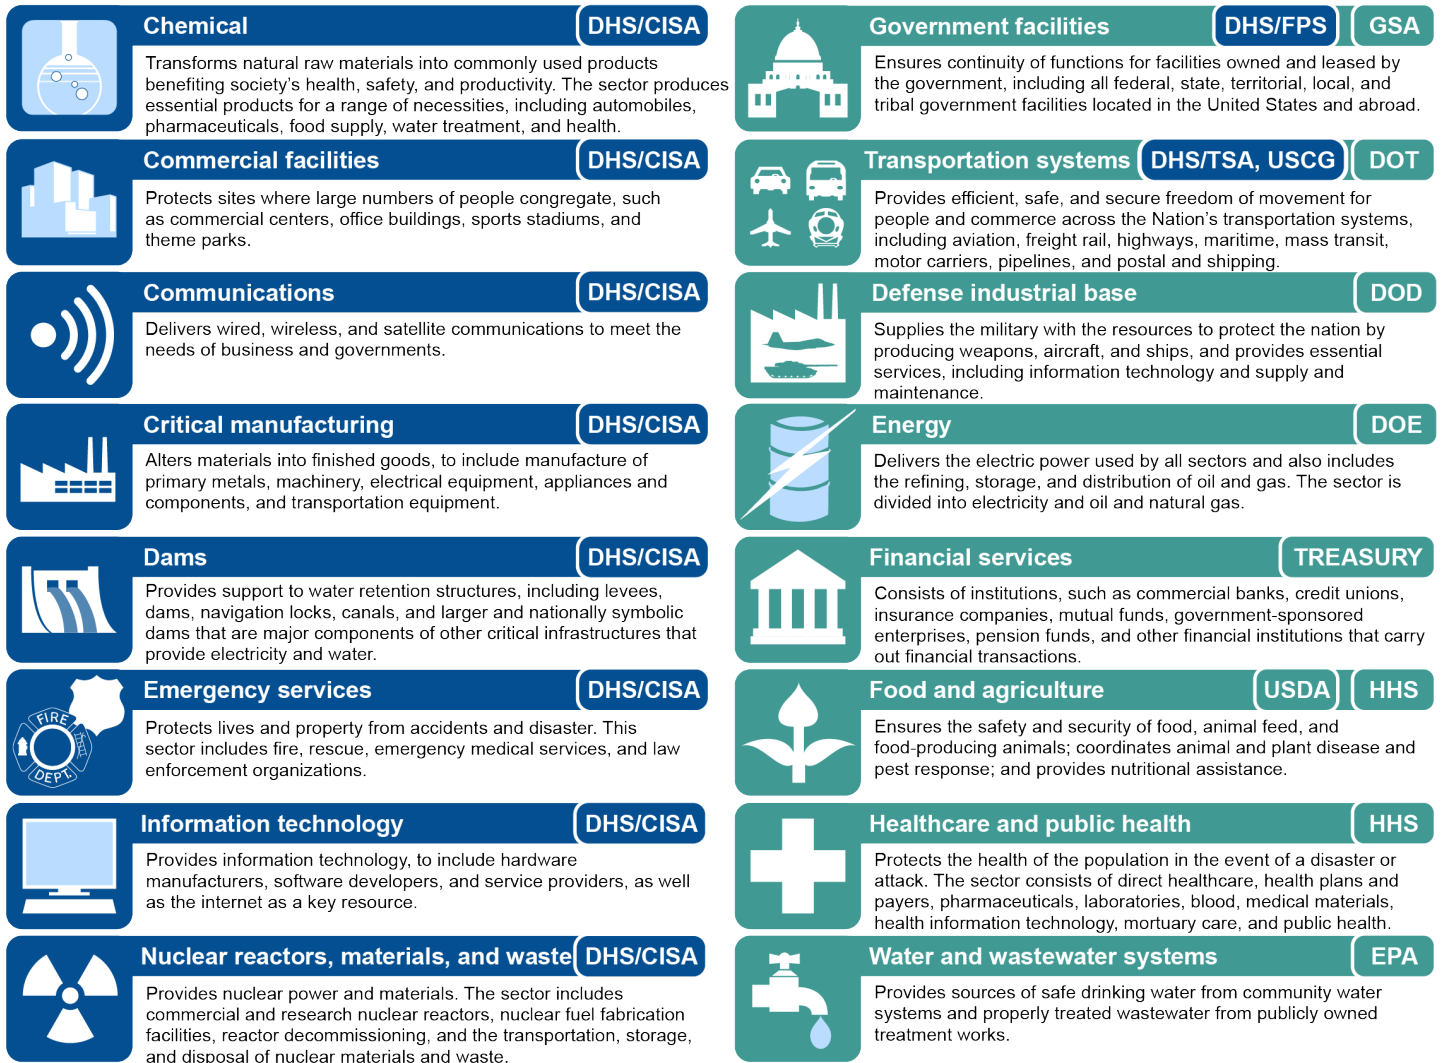 Chemical DHS/CISA
Transforms natural raw materials into commonly used products
benefiting society's health, safety, and productivity. The sector produces
essential products for a range of necessities, including automobiles,
pharmaceuticals, food supply, water treatment, and health.
Commercial facilities DHS/CISA
Protects sites where large numbers of people congregate, such
as commercial centers, office buildings, sports stadiums, and
theme parks.
Communications DHS/CISA
Delivers wired, wireless, and satellite communications to meet the
needs of business and governments.
Critical manufacturing DHS/CISA
Alters materials into finished goods, to include manufacture of
primary metals, machinery, electrical equipment, appliances and
components, and transportation equipment.
Dams DHS/CISA
Provides support to water retention structures, including levees,
dams, navigation locks, canals, and larger and nationally symbolic
dams that are major components of other critical infrastructures that
provide electricity and water.
Emergency services DHS/CISA
FIRE
DEPT.
Protects lives and property from accidents and disaster. This
sector includes fire, rescue, emergency medical services, and law
enforcement organizations.
Information technology DHS/CISA
Provides information technology, to include hardware
manufacturers, software developers, and service providers, as well
as the internet as a key resource.
Nuclear reactors, materials, and waste DHS/CISA
Provides nuclear power and materials. The sector includes
commercial and research nuclear reactors, nuclear fuel fabrication
facilities, reactor decommissioning, and the transportation, storage,
and disposal of nuclear materials and waste.
Government facilities DHS/FPS GSA
Ensures continuity of functions for facilities owned and leased by
the government, including all federal, state, territorial, local, and
tribal government facilities located in the United States and abroad.
Transportation systems DHS/TSA, USCG DOT
Provides efficient, safe, and secure freedom of movement for
people and commerce across the Nation's transportation systems,
including aviation, freight rail, highways, maritime, mass transit,
motor carriers, pipelines, and postal and shipping.
Defense industrial base DOD
Supplies the military with the resources to protect the nation by
producing weapons, aircraft, and ships, and provides essential
services, including information technology and supply and
maintenance.
Energy DOE
Delivers the electric power used by all sectors and also includes
the refining, storage, and distribution of oil and gas. The sector is
divided into electricity and oil and natural gas.
Financial services TREASURY
Consists of institutions, such as commercial banks, credit unions,
insurance companies, mutual funds, government-sponsored
enterprises, pension funds, and other financial institutions that carry
out financial transactions.
Food and agriculture USDA HHS
Ensures the safety and security of food, animal feed, and
food-producing animals; coordinates animal and plant disease and
pest response; and provides nutritional assistance.
Healthcare and public health HHS
Protects the health of the population in the event of a disaster or
attack. The sector consists of direct healthcare, health plans and
payers, pharmaceuticals, laboratories, blood, medical materials,
health information technology, mortuary care, and public health.
Water and wastewater systems EPA
Provides sources of safe drinking water from community water
systems and properly treated wastewater from publicly owned
treatment works.